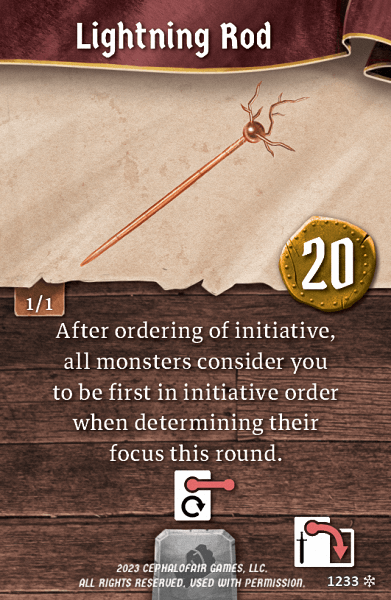 Lightning Rod
20
1/1
After ordering of initiative,
all monsters consider you
to be first in initiative order
when determining their
focus this round.
2023 CEPHALOFAIR GAMES, LLC.
ALL RIGHTS RESERVED. USED WITH PERMISSION.
1233